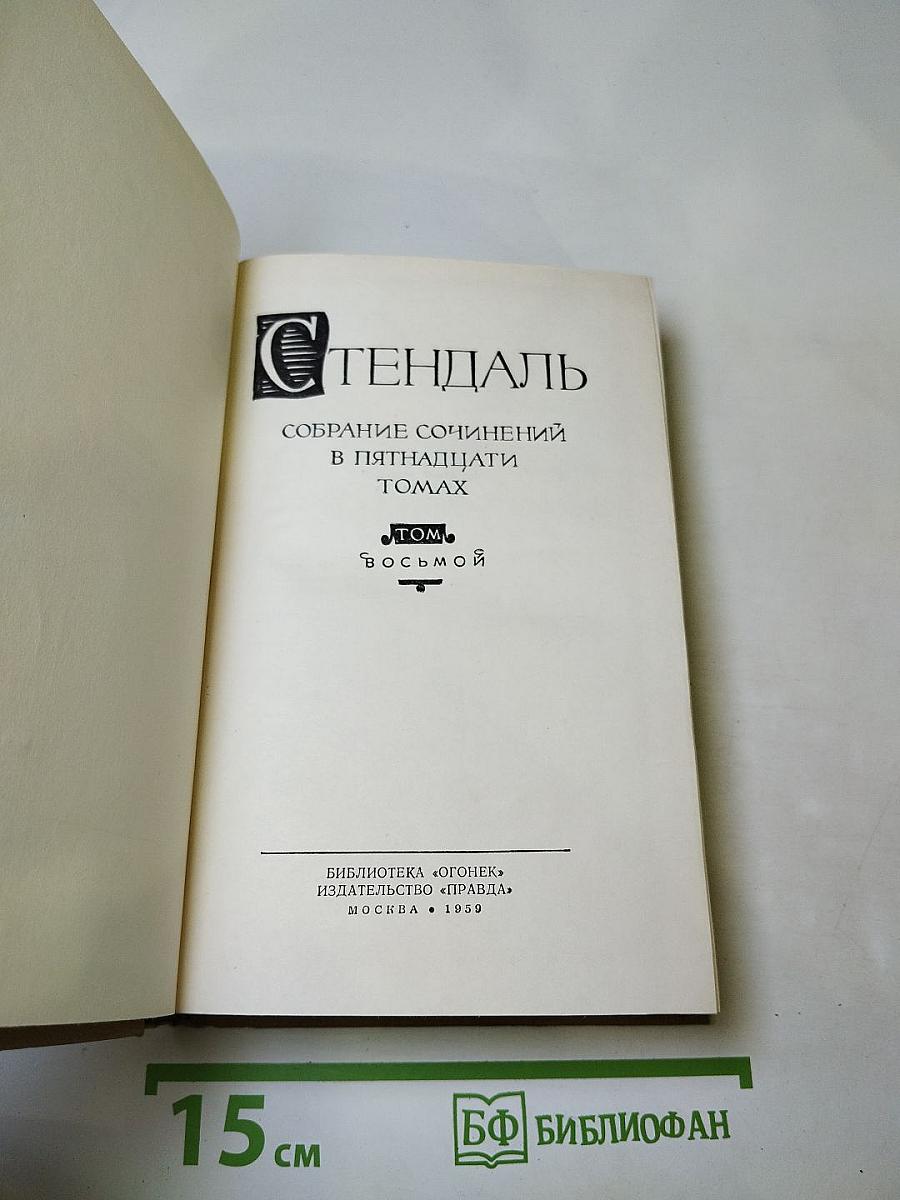 СТЕНДАЛЬ
СОБРАНИЕ СОЧИНЕНИЙ
В ПЯТНАДЦАТИ
ТОМАХ
ТОМ
ВОСЬМОЙ
БИБЛИОТЕКА «ОГОНЕК»
ИЗДАТЕЛЬСТВО «ПРАВДА»
МОСКВА • 1959
15 см
БФ БИБЛИОФАН